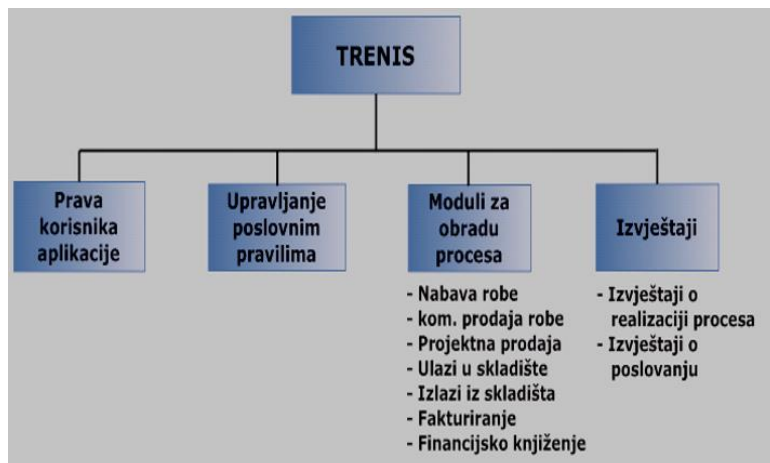 TRENIS
Prava
korisnika
aplikacije
Upravljanje
poslovnim
pravilima
Moduli za
obradu
procesa
- Nabava robe
- kom. prodaja robe
- Projektna prodaja
- Ulazi u skladište
- Izlazi iz skladišta
- Fakturiranje
- Financijsko knjiženje
Izvještaji
- Izvještaji o
realizaciji procesa
- Izvještaji o
poslovanju